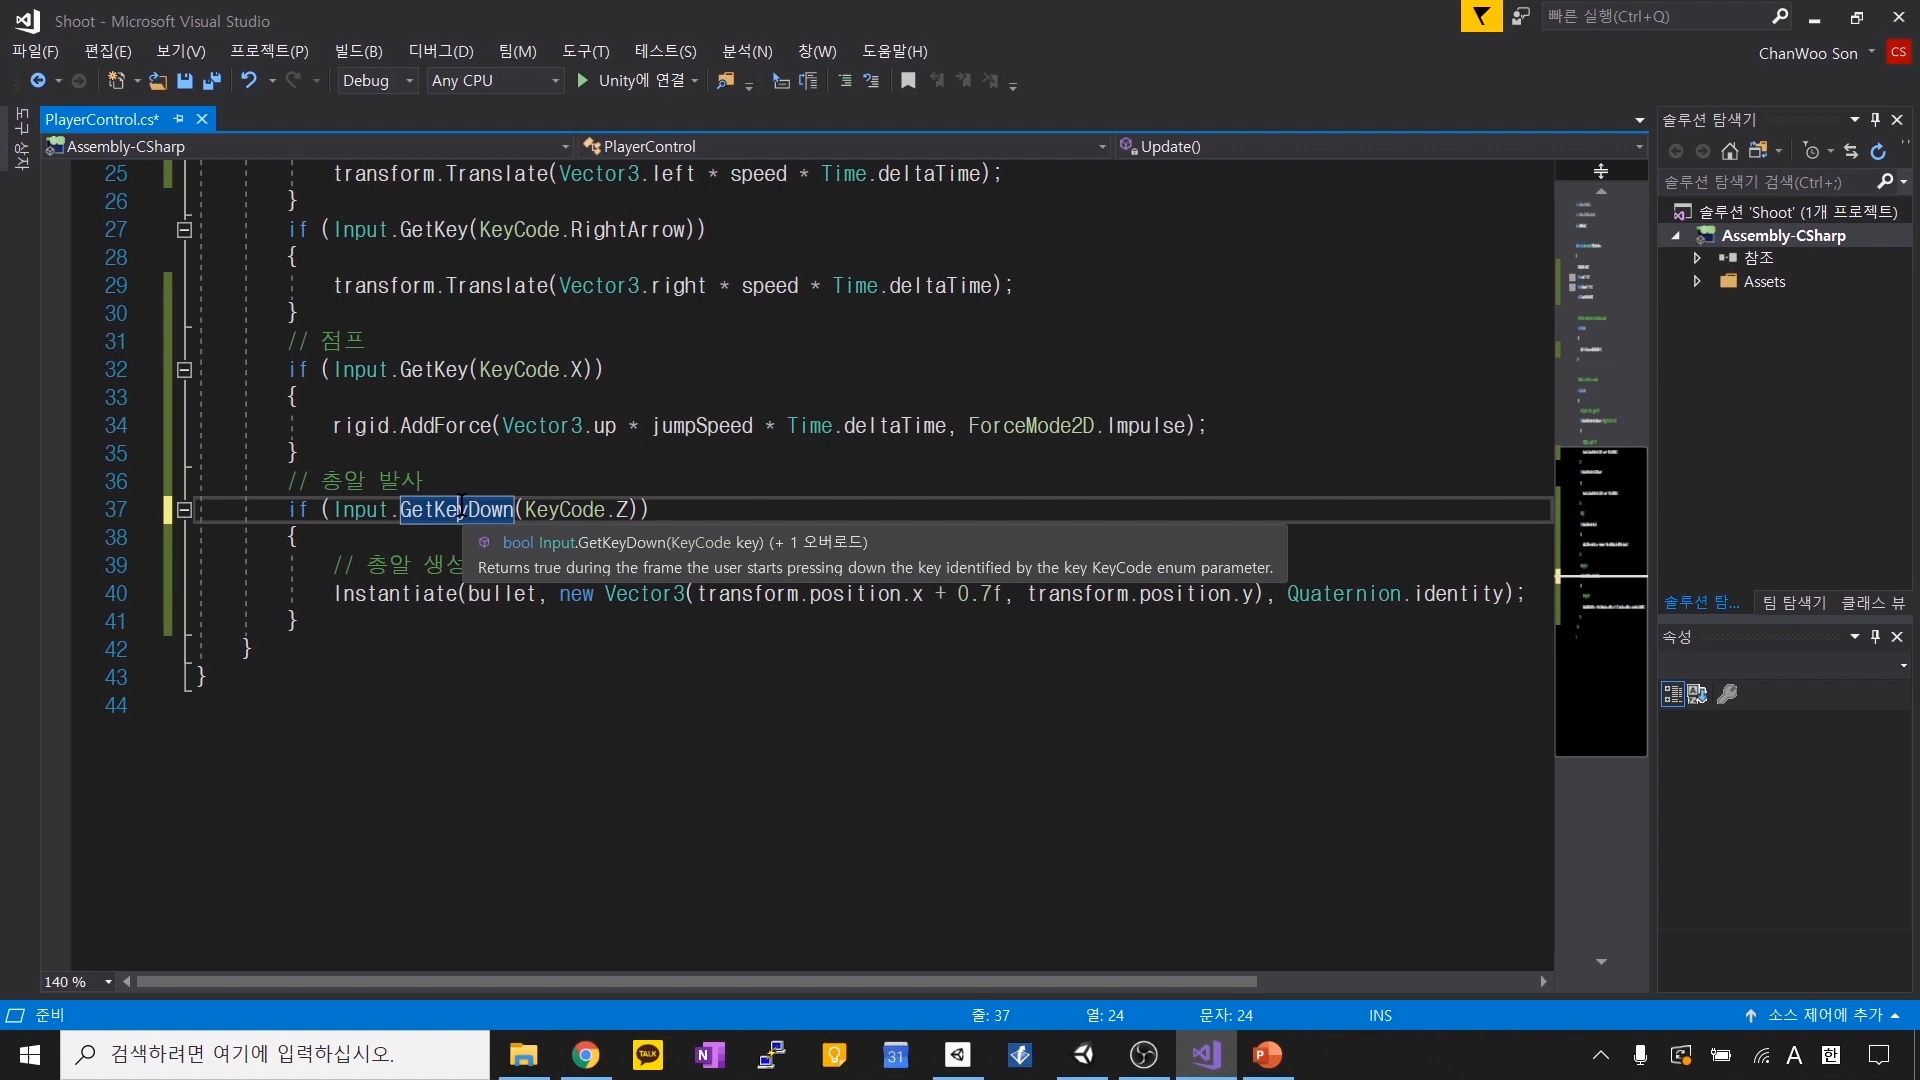 Shoot - Microsoft Visual Studio
빠른 실행(Ctrl+Q)
파일(F) 편집(E) 보기(V) 프로젝트(P) 빌드(B) 디버그(D) 팀(M) 도구(T) 테스트(S) 분석(N) 창(W) 도움말(H)
ChanWoo Son CS
Debug Any CPU Unity에 연결
도구 상자
PlayerControl.cs*
Assembly-CSharp PlayerControl Update()
25 transform.Translate(Vector3.left * speed * Time.deltaTime);
26 }
27 if (Input.GetKey(KeyCode.RightArrow))
28 {
29 transform.Translate(Vector3.right * speed * Time.deltaTime);
30 }
31 // 점프
32 if (Input.GetKey(KeyCode.X))
33 {
34 rigid.AddForce(Vector3.up * jumpSpeed * Time.deltaTime, ForceMode2D.Impulse);
35 }
36 // 총알 발사
37 if (Input.GetKeyDown(KeyCode.Z))
38 {
bool Input.GetKeyDown(KeyCode key) (+ 1 오버로드)
Returns true during the frame the user starts pressing down the key identified by the key KeyCode enum parameter.
39 // 총알 생성
40 Instantiate(bullet, new Vector3(transform.position.x + 0.7f, transform.position.y), Quaternion.identity);
41 }
42 }
43 }
44
140 %
솔루션 탐색기
솔루션 탐색기 검색(Ctrl+;)
솔루션 'Shoot' (1개 프로젝트)
Assembly-CSharp
참조
Assets
솔루션 탐... 팀 탐색기 클래스 뷰
속성
준비 줄: 37 열: 24 문자: 24 INS 소스 제어에 추가
검색하려면 여기에 입력하십시오.
TALK
N
31
P
A 한